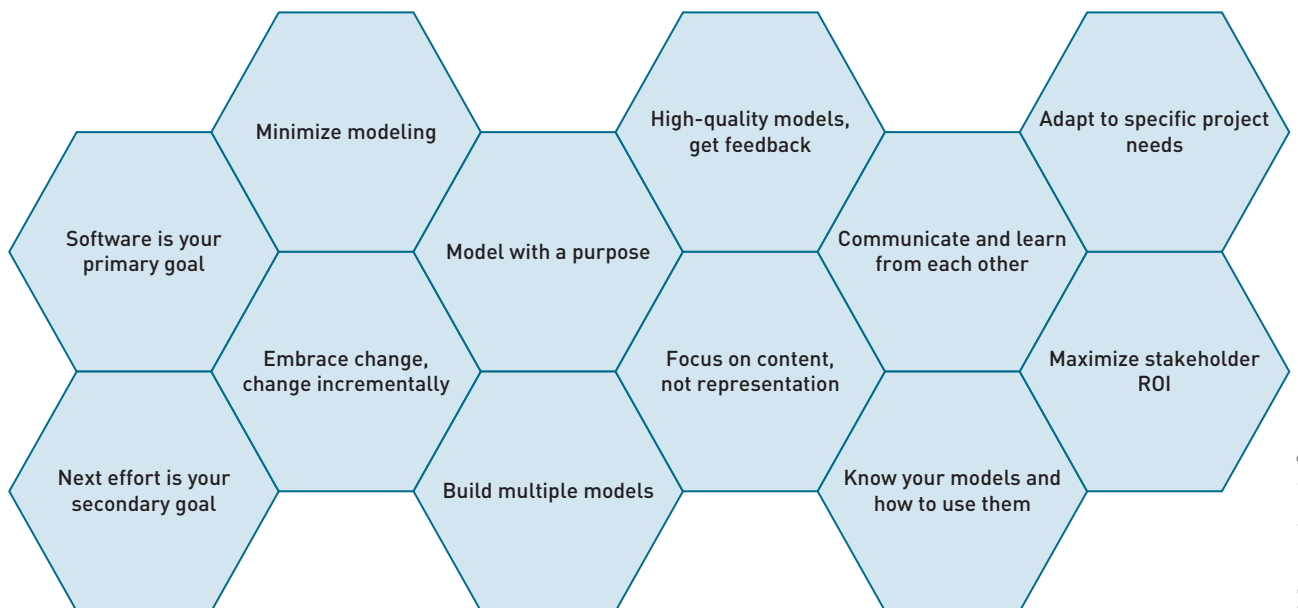 Minimize modeling
High-quality models,
get feedback
Adapt to specific project
needs
Software is your
primary goal
Model with a purpose
Communicate and learn
from each other
Embrace change,
change incrementally
Focus on content,
not representation
Maximize stakeholder
ROI
Next effort is your
secondary goal
Build multiple models
Know your models and
how to use them